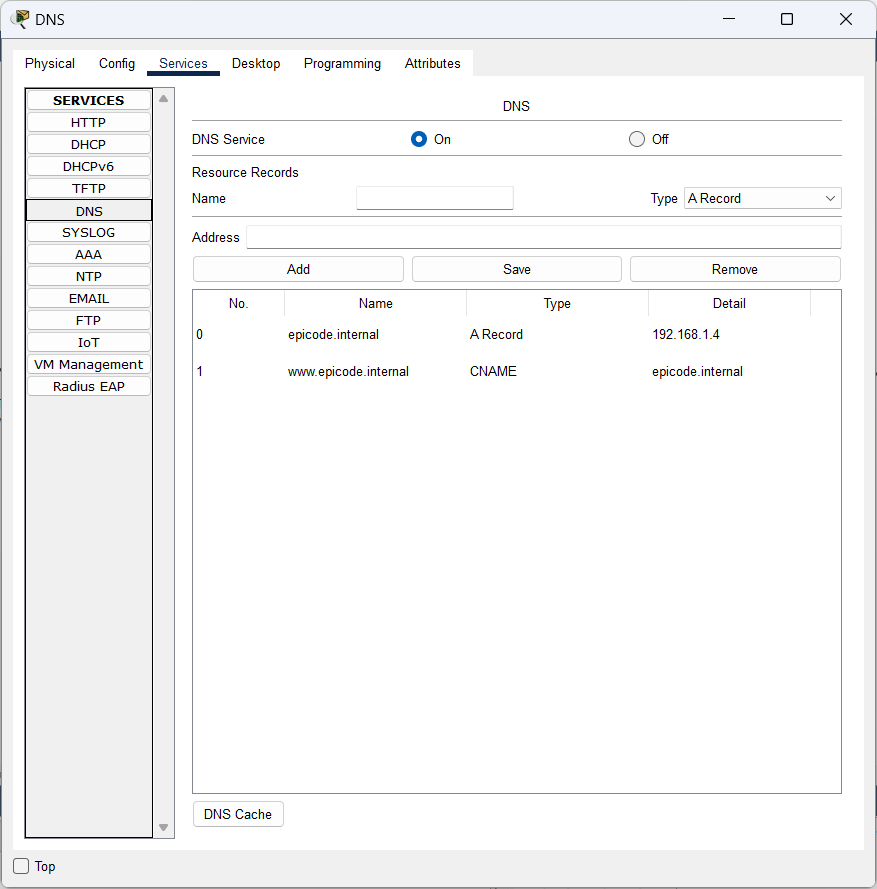 DNS
Physical Config Services Desktop Programming Attributes
SERVICES
HTTP
DHCP
DHCPv6
TFTP
DNS
SYSLOG
AAA
NTP
EMAIL
FTP
IoT
VM Management
Radius EAP
DNS
DNS Service On Off
Resource Records
Name Type A Record
Address
Add Save Remove
No. Name Type Detail
0 epicode.internal A Record 192.168.1.4
1 www.epicode.internal CNAME epicode.internal
DNS Cache
Top